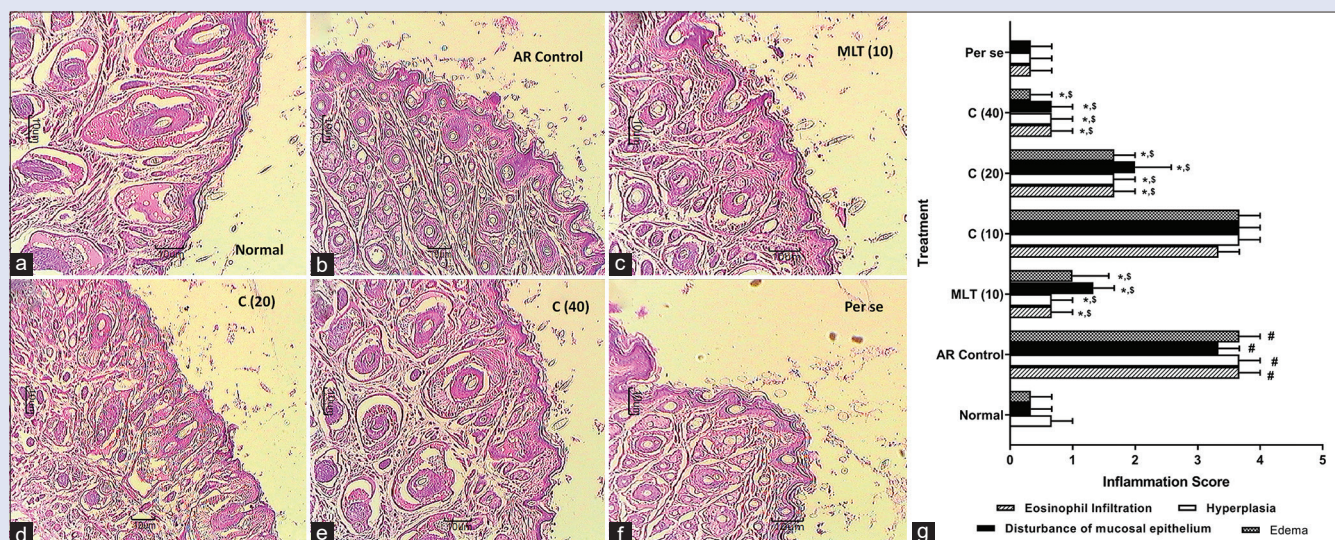 AR Control
MLT (10)
Normal
a
b
c
C (20)
C (40)
Per se
d
e
f
g
Treatment
Per se
C (40)
C (20)
C (10)
MLT (10)
AR Control
Normal
*,$
*,$
*,$
*,$
*,$
*,$
*,$
*,$
*,$
*,$
*,$
*,$
#
#
#
#
0 1 2 3 4 5
Inflammation Score
Eosinophil Infiltration Hyperplasia
Disturbance of mucosal epithelium Edema